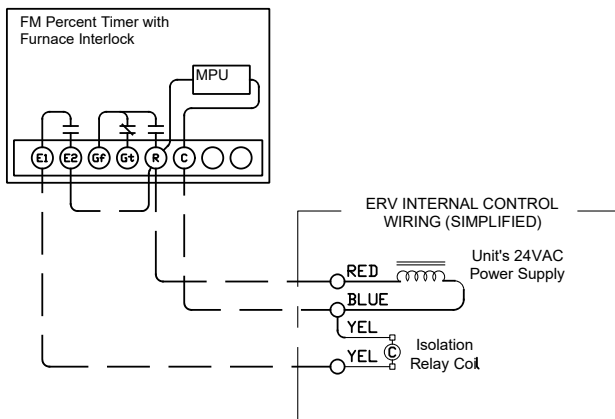 FM Percent Timer with
Furnace Interlock
MPU
E1 E2 Gf Gt R C
ERV INTERNAL CONTROL
WIRING (SIMPLIFIED)
Unit's 24VAC
Power Supply
RED
BLUE
YEL
YEL
C
Isolation
Relay Coil